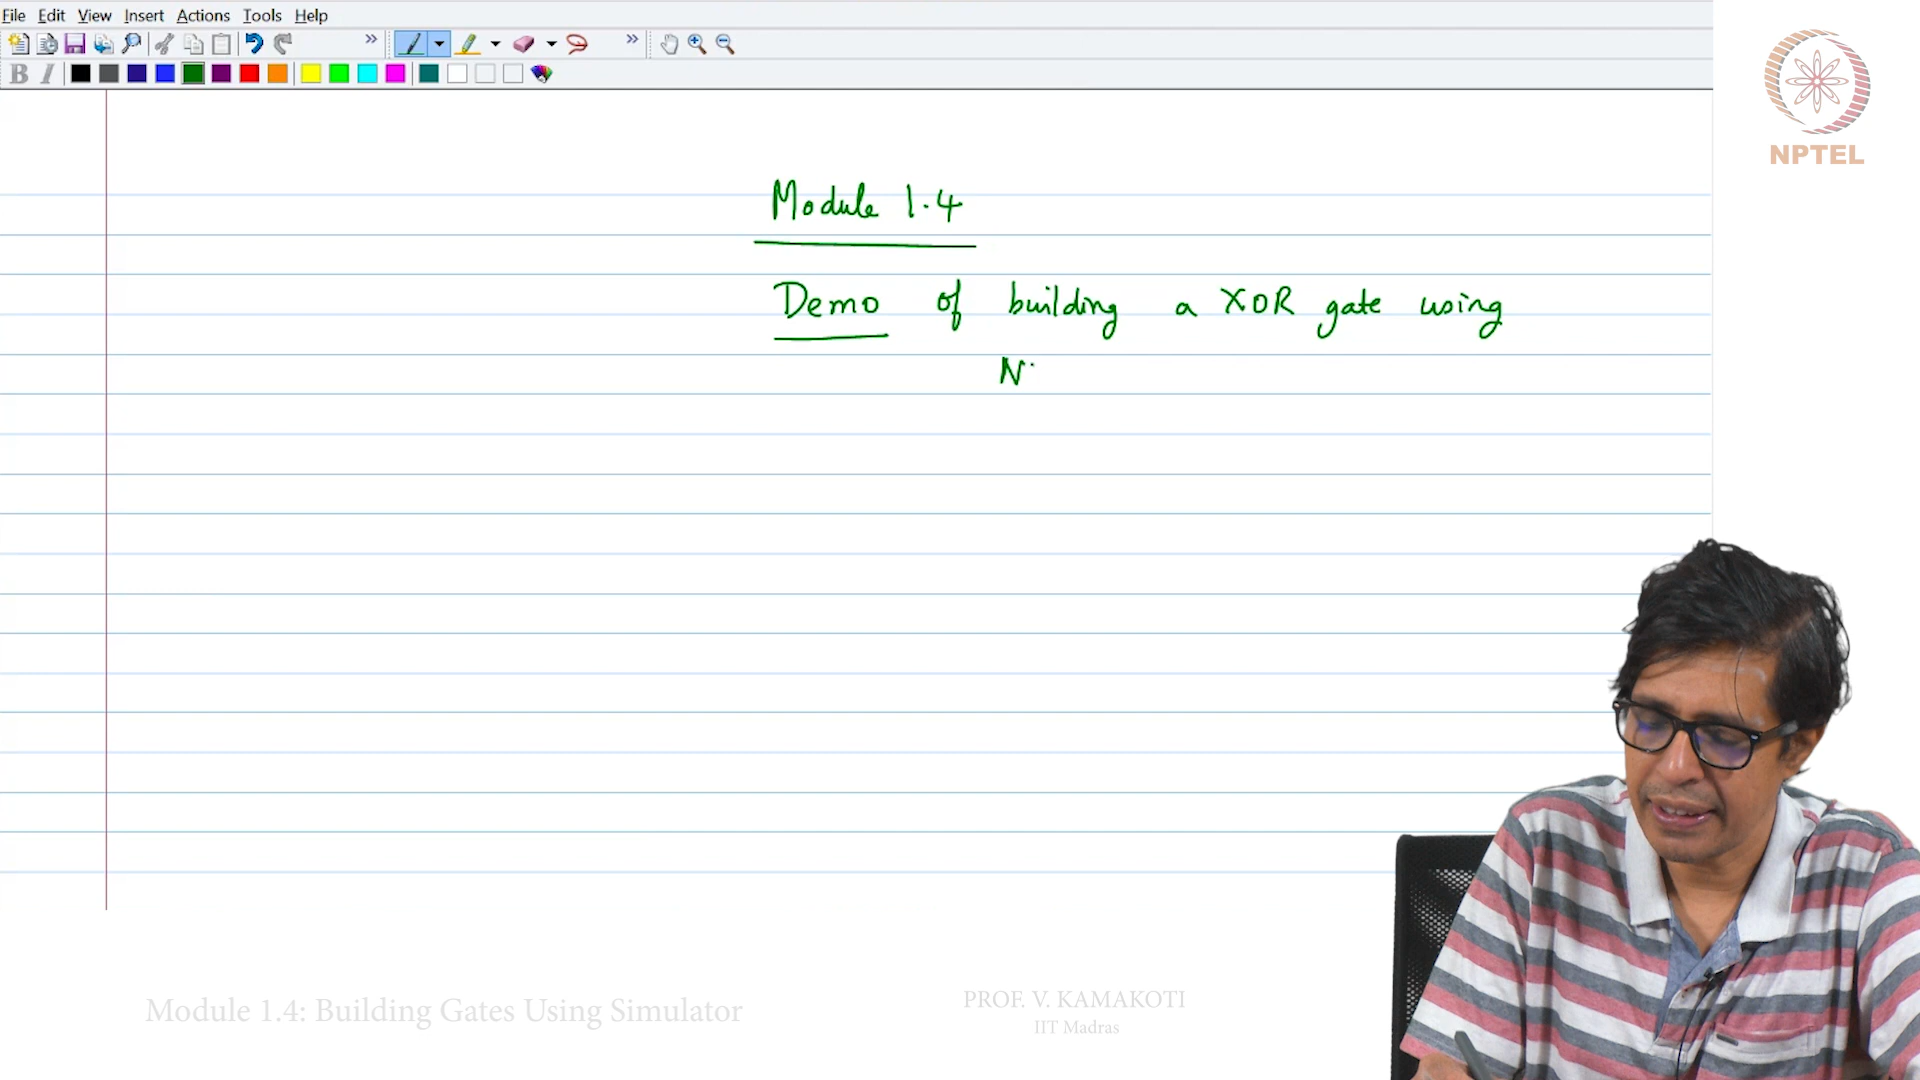 File Edit View Insert Actions Tools Help
B I
NPTEL
Module 1.4
Demo of building a XOR gate using
N
Module 1.4: Building Gates Using Simulator
PROF. V. KAMAKOTI
IIT Madras